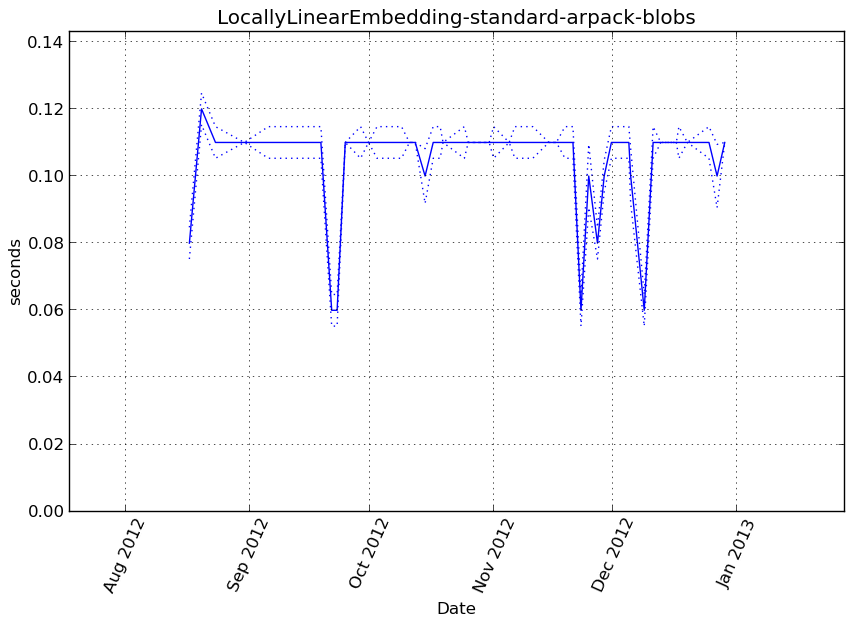 LocallyLinearEmbedding-standard-arpack-blobs
0.14
0.12
0.10
0.08
0.06
0.04
0.02
0.00
seconds
Aug 2012
Sep 2012
Oct 2012
Nov 2012
Dec 2012
Jan 2013
Date